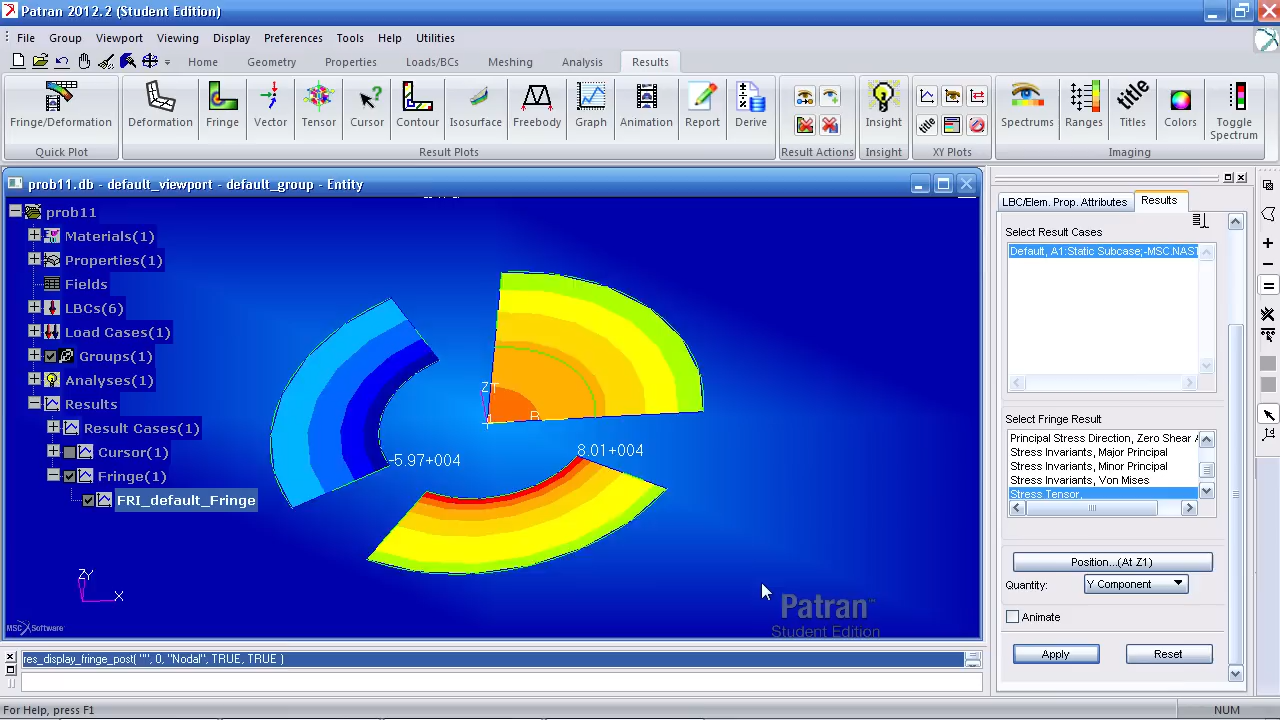 Patran 2012.2 (Student Edition)
File Group Viewport Viewing Display Preferences Tools Help Utilities
Home Geometry Properties Loads/BCs Meshing Analysis Results
Fringe/Deformation Deformation Fringe Vector Tensor Cursor Contour Isosurface Freebody Graph Animation Report Derive Insight Spectrums Ranges Titles Colors Toggle Spectrum
Quick Plot Result Plots Result Actions Insight XY Plots Imaging
prob11.db - default_viewport - default_group - Entity
prob11
Materials(1)
Properties(1)
Fields
LBCs(6)
Load Cases(1)
Groups(1)
Analyses(1)
Results
Result Cases(1)
Cursor(1)
Fringe(1)
FRI_default_Fringe
ZT
R
-5.97+004
8.01+004
ZY
X
MSC Software
Patran
Student Edition
LBC/Elem. Prop. Attributes Results
Select Result Cases
Default, A1:Static Subcase;-MSC.NAST
Select Fringe Result
Principal Stress Direction, Zero Shear
Stress Invariants, Major Principal
Stress Invariants, Minor Principal
Stress Invariants, Von Mises
Stress Tensor,
Position...(At Z1)
Quantity: Y Component
Animate
Apply Reset
res_display_fringe_post( "", 0, "Nodal", TRUE, TRUE )
For Help, press F1 NUM